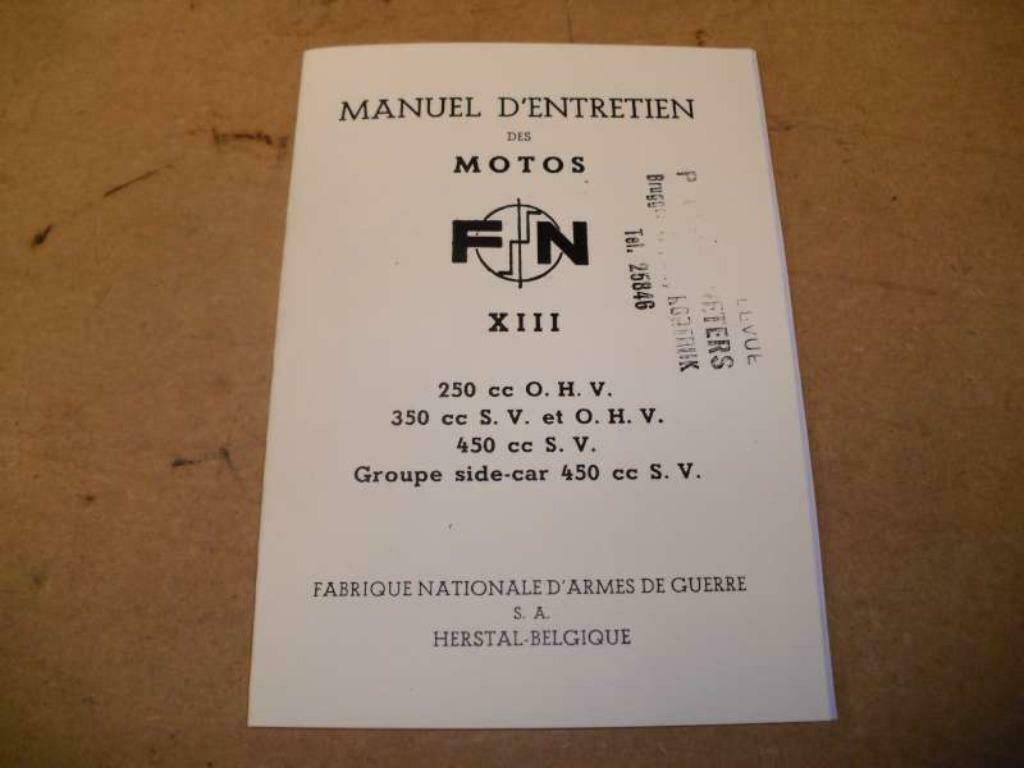 MANUEL D'ENTRETIEN
DES
MOTOS
FN
XIII
250 cc O. H. V.
350 cc S. V. et O. H. V.
450 cc S. V.
Groupe side-car 450 cc S. V.
FABRIQUE NATIONALE D'ARMES DE GUERRE
S. A.
HERSTAL-BELGIQUE
Tel. 25846